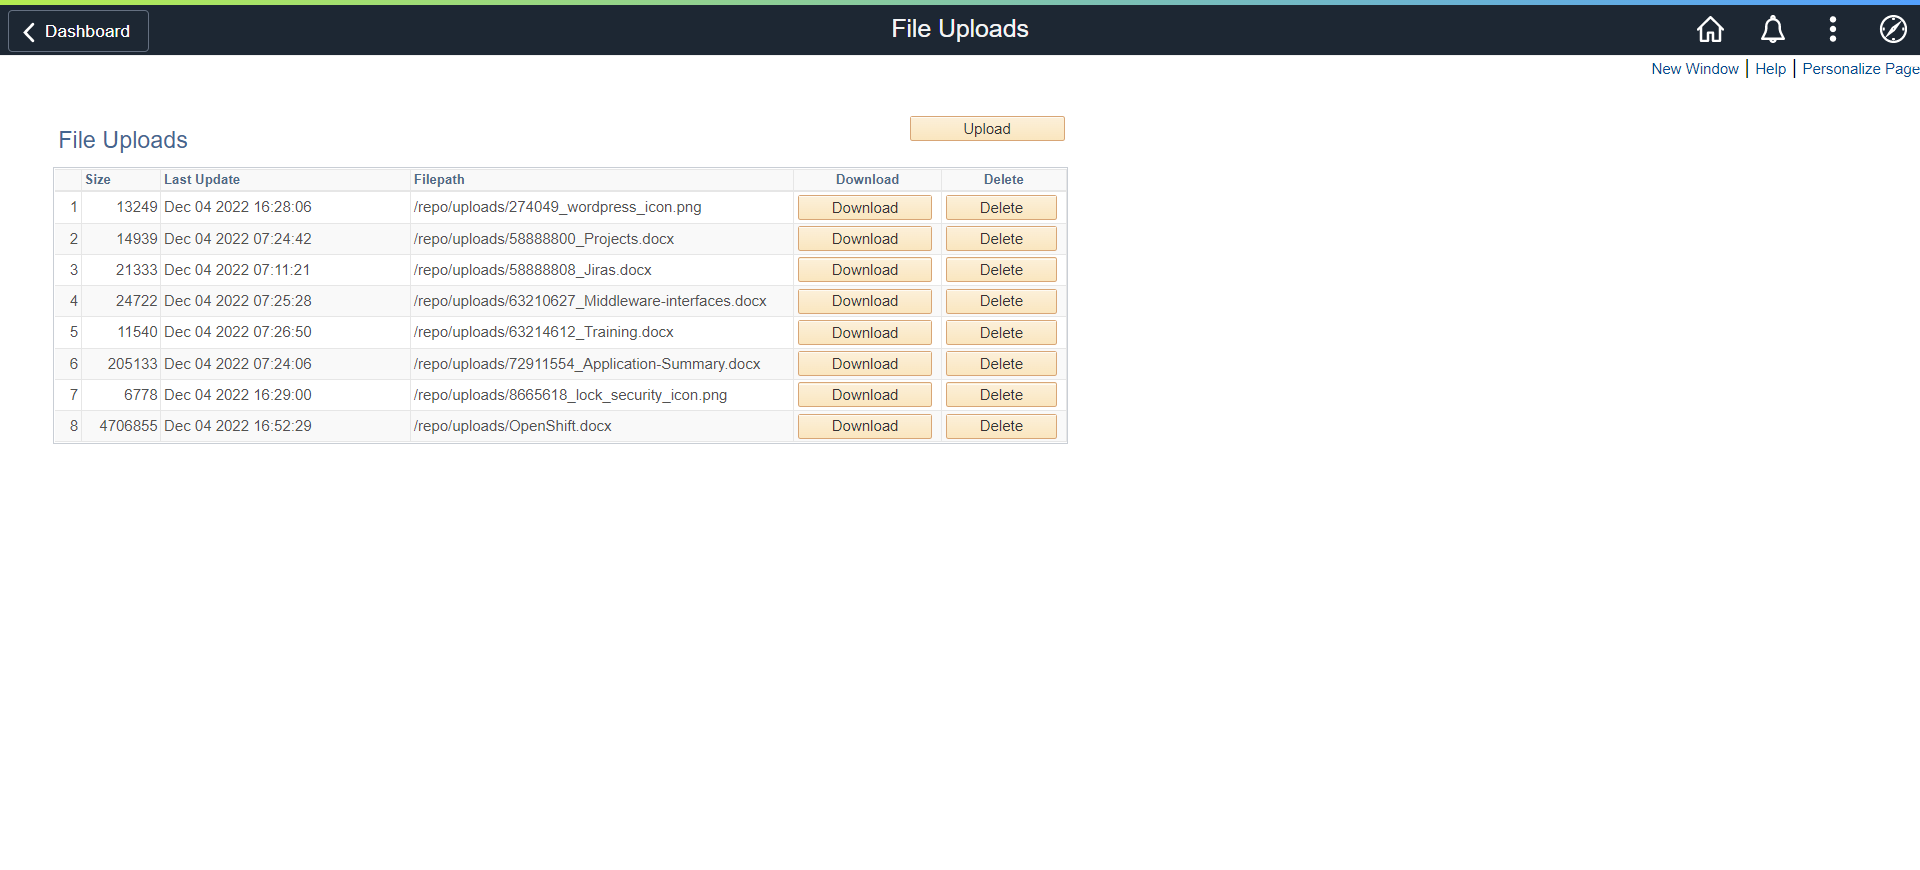 Dashboard
File Uploads
New Window | Help | Personalize Page
File Uploads
Upload
Size Last Update Filepath Download Delete
1 13249 Dec 04 2022 16:28:06 /repo/uploads/274049_wordpress_icon.png Download Delete
2 14939 Dec 04 2022 07:24:42 /repo/uploads/58888800_Projects.docx Download Delete
3 21333 Dec 04 2022 07:11:21 /repo/uploads/58888808_Jiras.docx Download Delete
4 24722 Dec 04 2022 07:25:28 /repo/uploads/63210627_Middleware-interfaces.docx Download Delete
5 11540 Dec 04 2022 07:26:50 /repo/uploads/63214612_Training.docx Download Delete
6 205133 Dec 04 2022 07:24:06 /repo/uploads/72911554_Application-Summary.docx Download Delete
7 6778 Dec 04 2022 16:29:00 /repo/uploads/8665618_lock_security_icon.png Download Delete
8 4706855 Dec 04 2022 16:52:29 /repo/uploads/OpenShift.docx Download Delete